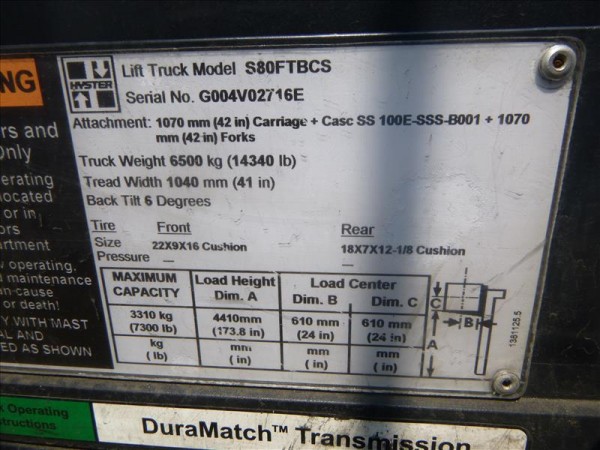 NG
rs and
Only
erating
located
or in
ors
artment
operating.
maintenance
can cause
or death!
Y WITH MAST
AL AND
ED AS SHOWN
HYSTER
Lift Truck Model S80FTBCS
Serial No. G004V02716E
Attachment: 1070 mm (42 in) Carriage + Casc SS 100E-SSS-B001 + 1070
mm (42 in) Forks
Truck Weight 6500 kg (14340 lb)
Tread Width 1040 mm (41 in)
Back Tilt 6 Degrees
Tire Front Rear
Size 22X9X16 Cushion 18X7X12-1/8 Cushion
Pressure — —
MAXIMUM CAPACITY Load Height Dim. A Load Center Dim. B Dim. C
3310 kg (7300 lb) 4410mm (173.8 in) 610 mm (24 in) 610 mm (24 in)
kg (lb) mm (in) mm (in) mm (in)
C
B
A
1361125.5
Operating
structions
DuraMatch™ Transmission